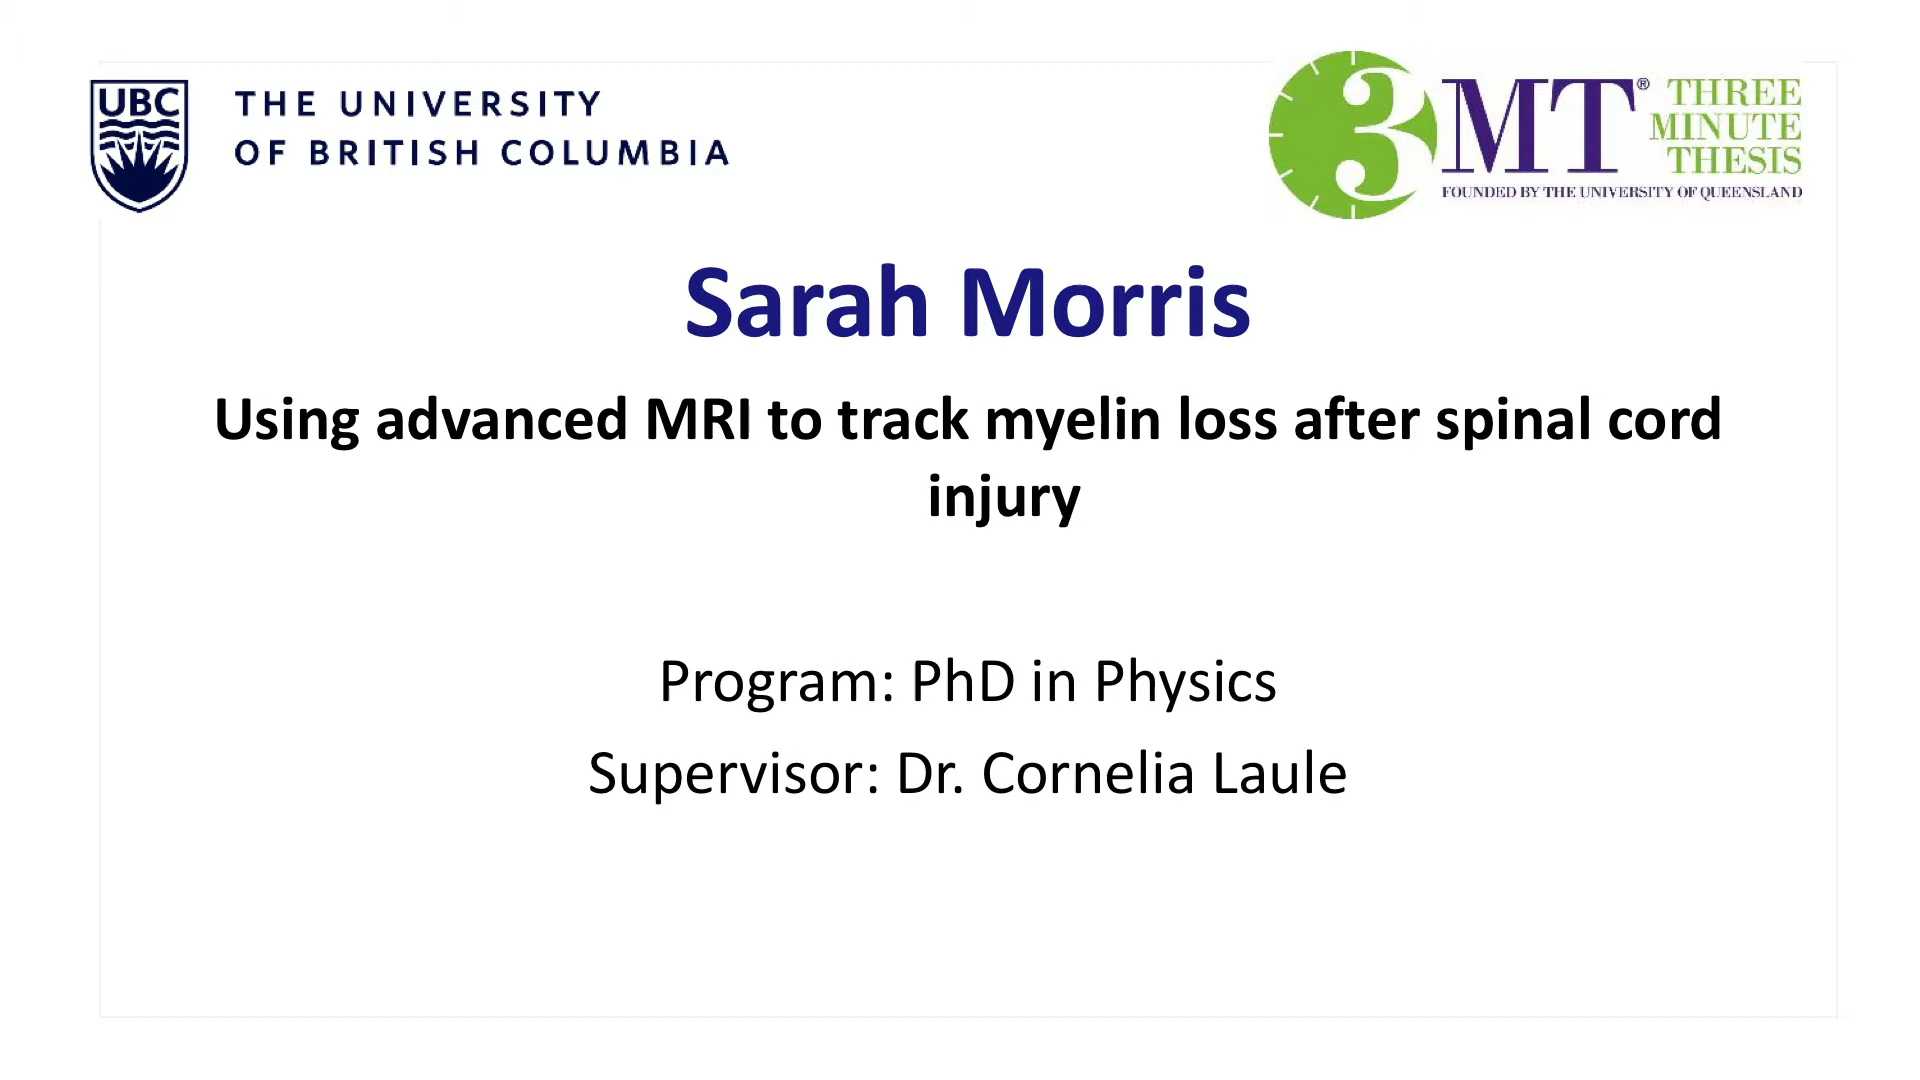 UBC
THE UNIVERSITY
OF BRITISH COLUMBIA
3MT® THREE
MINUTE
THESIS
FOUNDED BY THE UNIVERSITY OF QUEENSLAND
Sarah Morris
Using advanced MRI to track myelin loss after spinal cord
injury
Program: PhD in Physics
Supervisor: Dr. Cornelia Laule